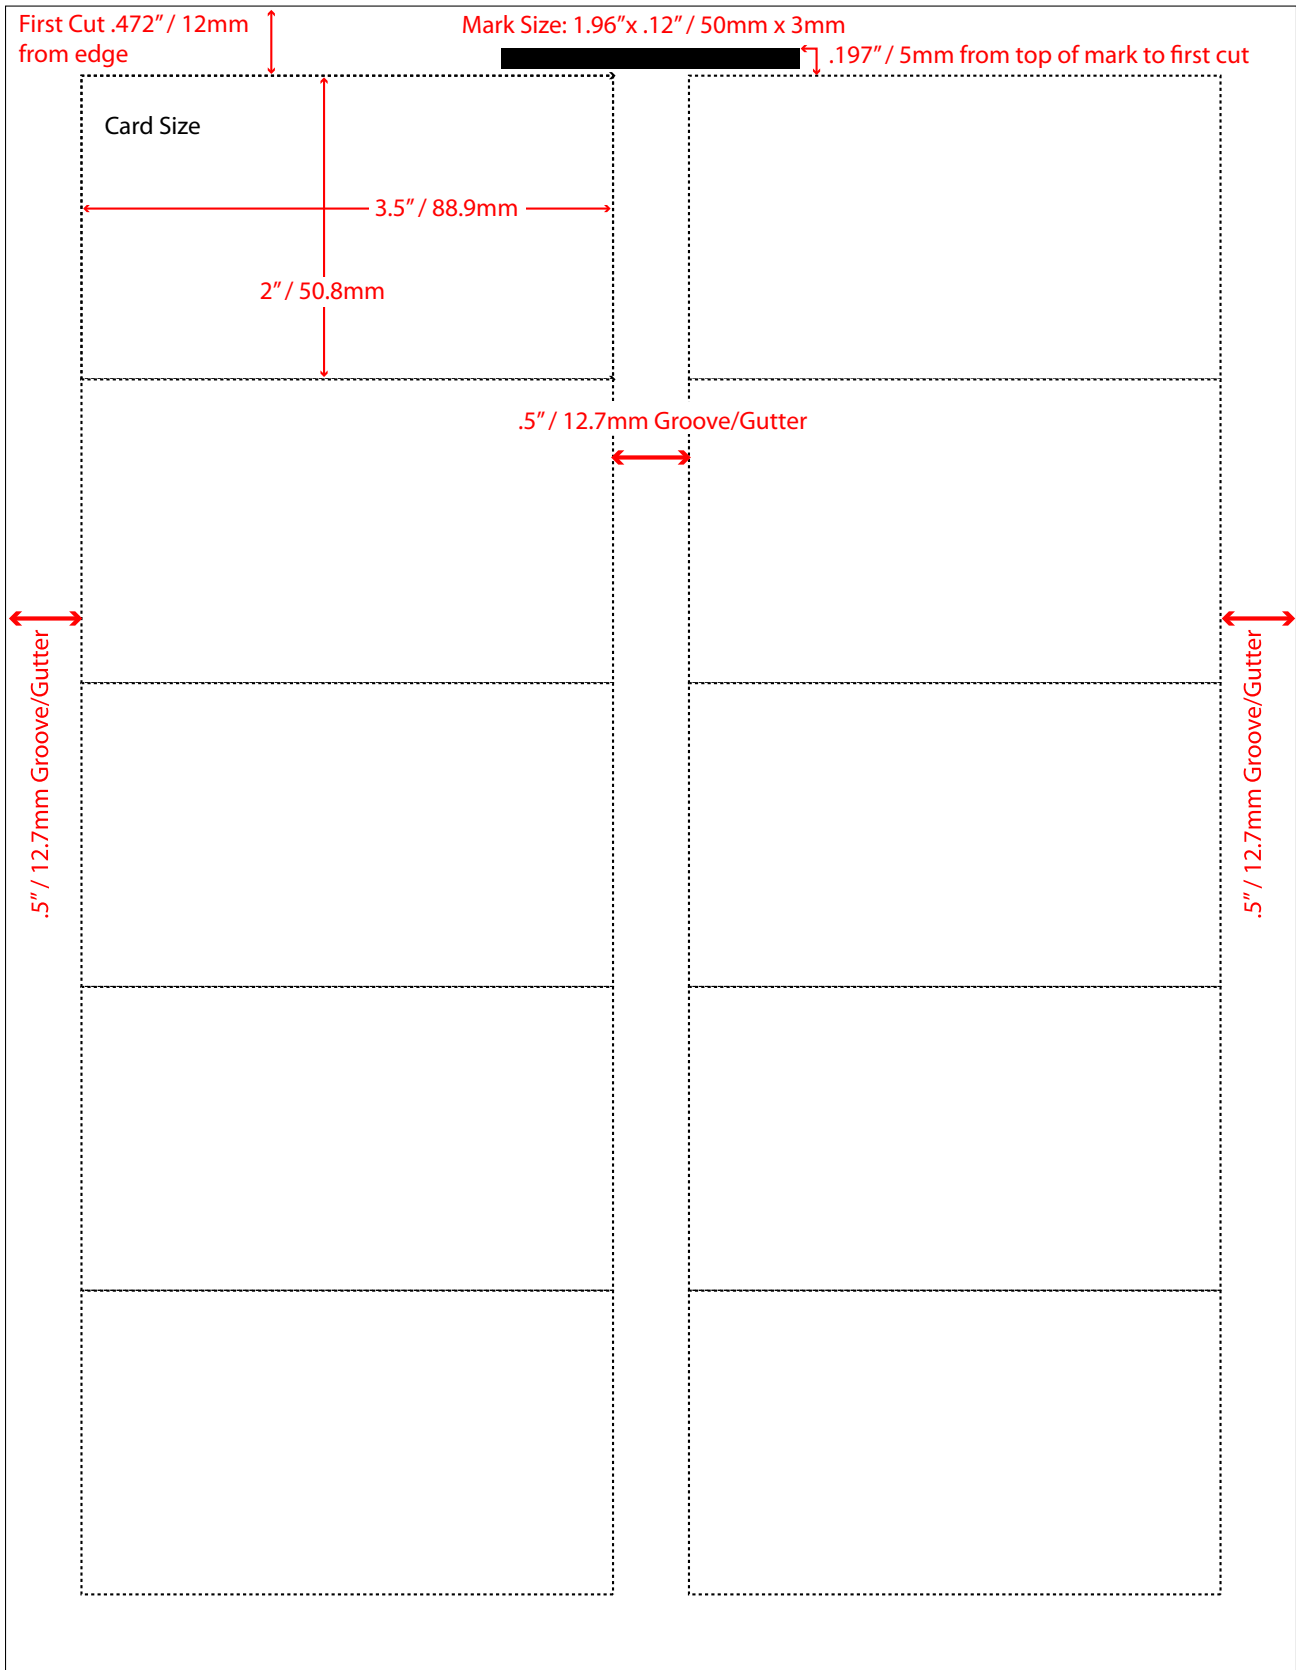 First Cut .472” / 12mm
from edge
Mark Size: 1.96”x .12” / 50mm x 3mm
.197” / 5mm from top of mark to first cut
Card Size
3.5” / 88.9mm
2” / 50.8mm
.5” / 12.7mm Groove/Gutter
.5” / 12.7mm Groove/Gutter
.5” / 12.7mm Groove/Gutter